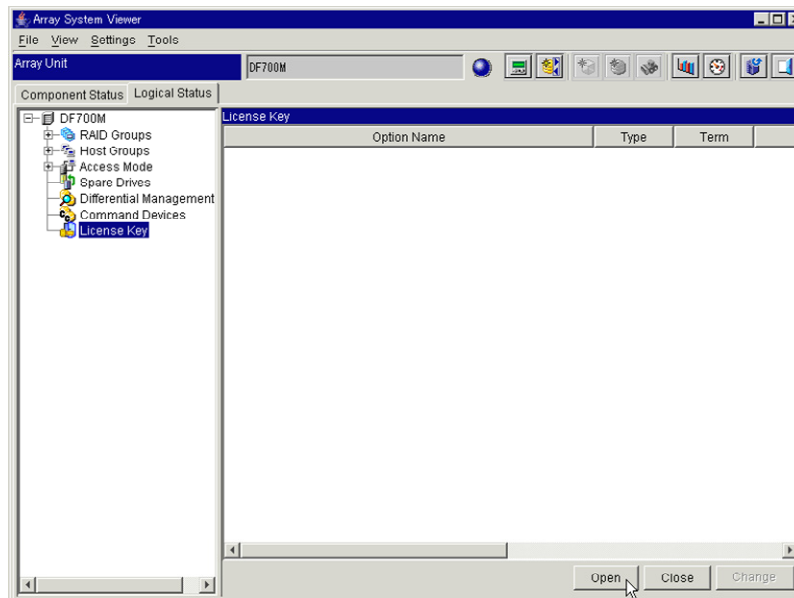 Array System Viewer
File View Settings Tools
Array Unit
DF700M
Component Status Logical Status
DF700M
RAID Groups
Host Groups
Access Mode
Spare Drives
Differential Management
Command Devices
License Key
License Key
Option Name Type Term
Open Close Change